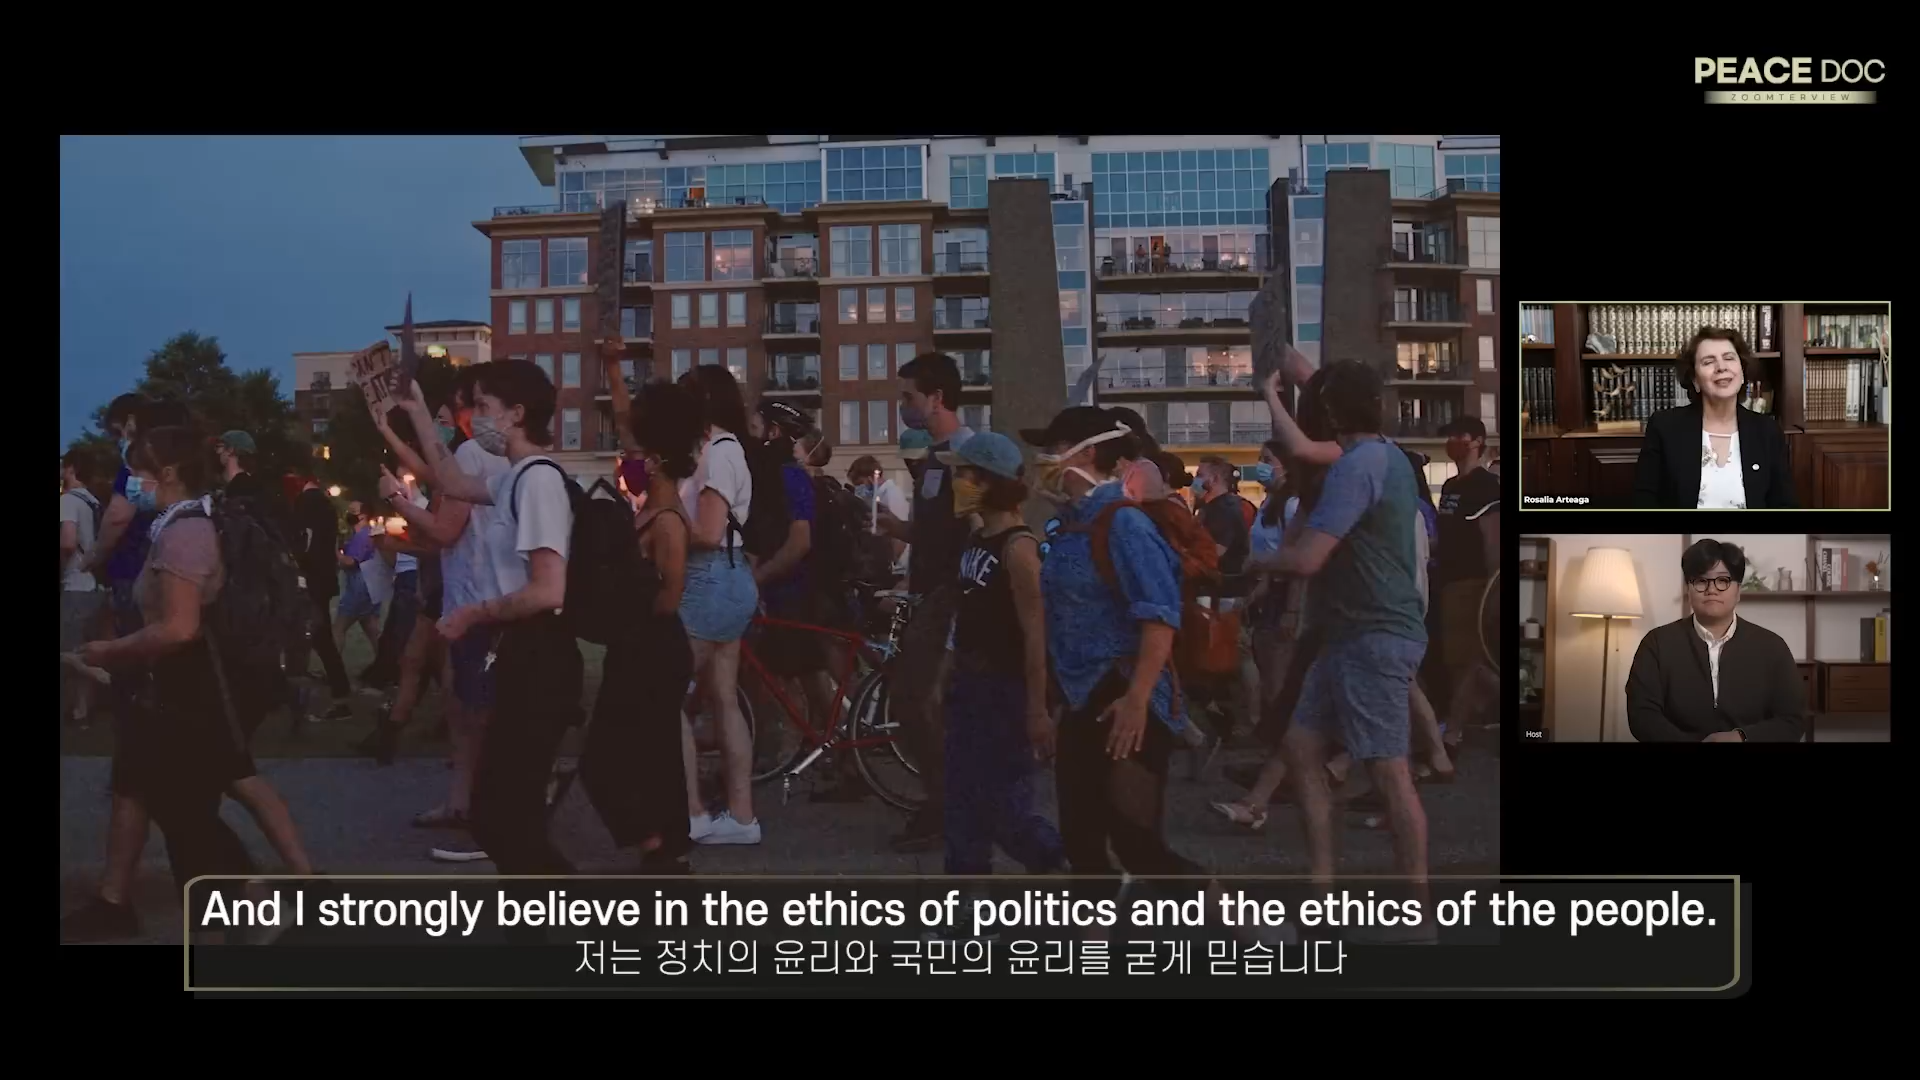 PEACE DOC
ZOOMTERVIEW
Rosalia Arteaga
Host
NIKE
And I strongly believe in the ethics of politics and the ethics of the people.
저는 정치의 윤리와 국민의 윤리를 굳게 믿습니다